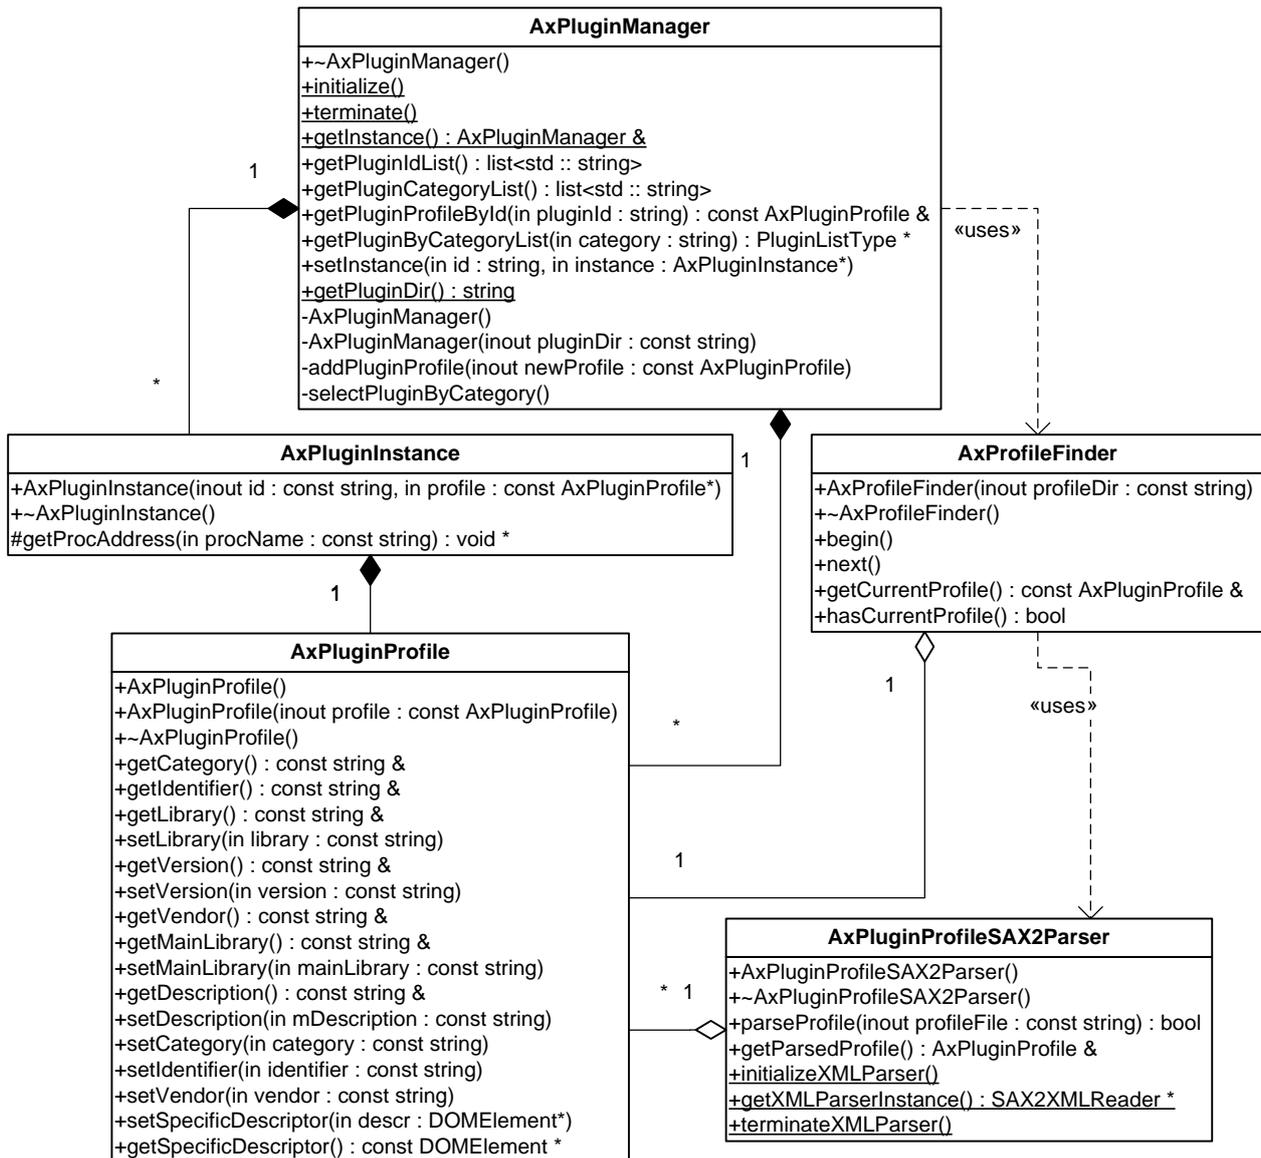 AxPluginManager
+~AxPluginManager()
+initialize()
+terminate()
+getInstance() : AxPluginManager &
+getPluginIdList() : list<std :: string>
+getPluginCategoryList() : list<std :: string>
+getPluginProfileById(in pluginId : string) : const AxPluginProfile &
+getPluginByCategoryList(in category : string) : PluginListType *
+setInstance(in id : string, in instance : AxPluginInstance*)
+getPluginDir() : string
-AxPluginManager()
-AxPluginManager(inout pluginDir : const string)
-addPluginProfile(inout newProfile : const AxPluginProfile)
-selectPluginByCategory()
1
*
«uses»
1
AxPluginInstance
+AxPluginInstance(inout id : const string, in profile : const AxPluginProfile*)
+~AxPluginInstance()
#getProcAddress(in procName : const string) : void *
AxProfileFinder
+AxProfileFinder(inout profileDir : const string)
+~AxProfileFinder()
+begin()
+next()
+getCurrentProfile() : const AxPluginProfile &
+hasCurrentProfile() : bool
1
1
«uses»
*
1
* 1
AxPluginProfile
+AxPluginProfile()
+AxPluginProfile(inout profile : const AxPluginProfile)
+~AxPluginProfile()
+getCategory() : const string &
+getIdentifier() : const string &
+getLibrary() : const string &
+setLibrary(in library : const string)
+getVersion() : const string &
+setVersion(in version : const string)
+getVendor() : const string &
+getMainLibrary() : const string &
+setMainLibrary(in mainLibrary : const string)
+getDescription() : const string &
+setDescription(in mDescription : const string)
+setCategory(in category : const string)
+setIdentifier(in identifier : const string)
+setVendor(in vendor : const string)
+setSpecificDescriptor(in descr : DOMElement*)
+getSpecificDescriptor() : const DOMElement *
AxPluginProfileSAX2Parser
+AxPluginProfileSAX2Parser()
+~AxPluginProfileSAX2Parser()
+parseProfile(inout profileFile : const string) : bool
+getParsedProfile() : AxPluginProfile &
+initializeXMLParser()
+getXMLParserInstance() : SAX2XMLReader *
+terminateXMLParser()